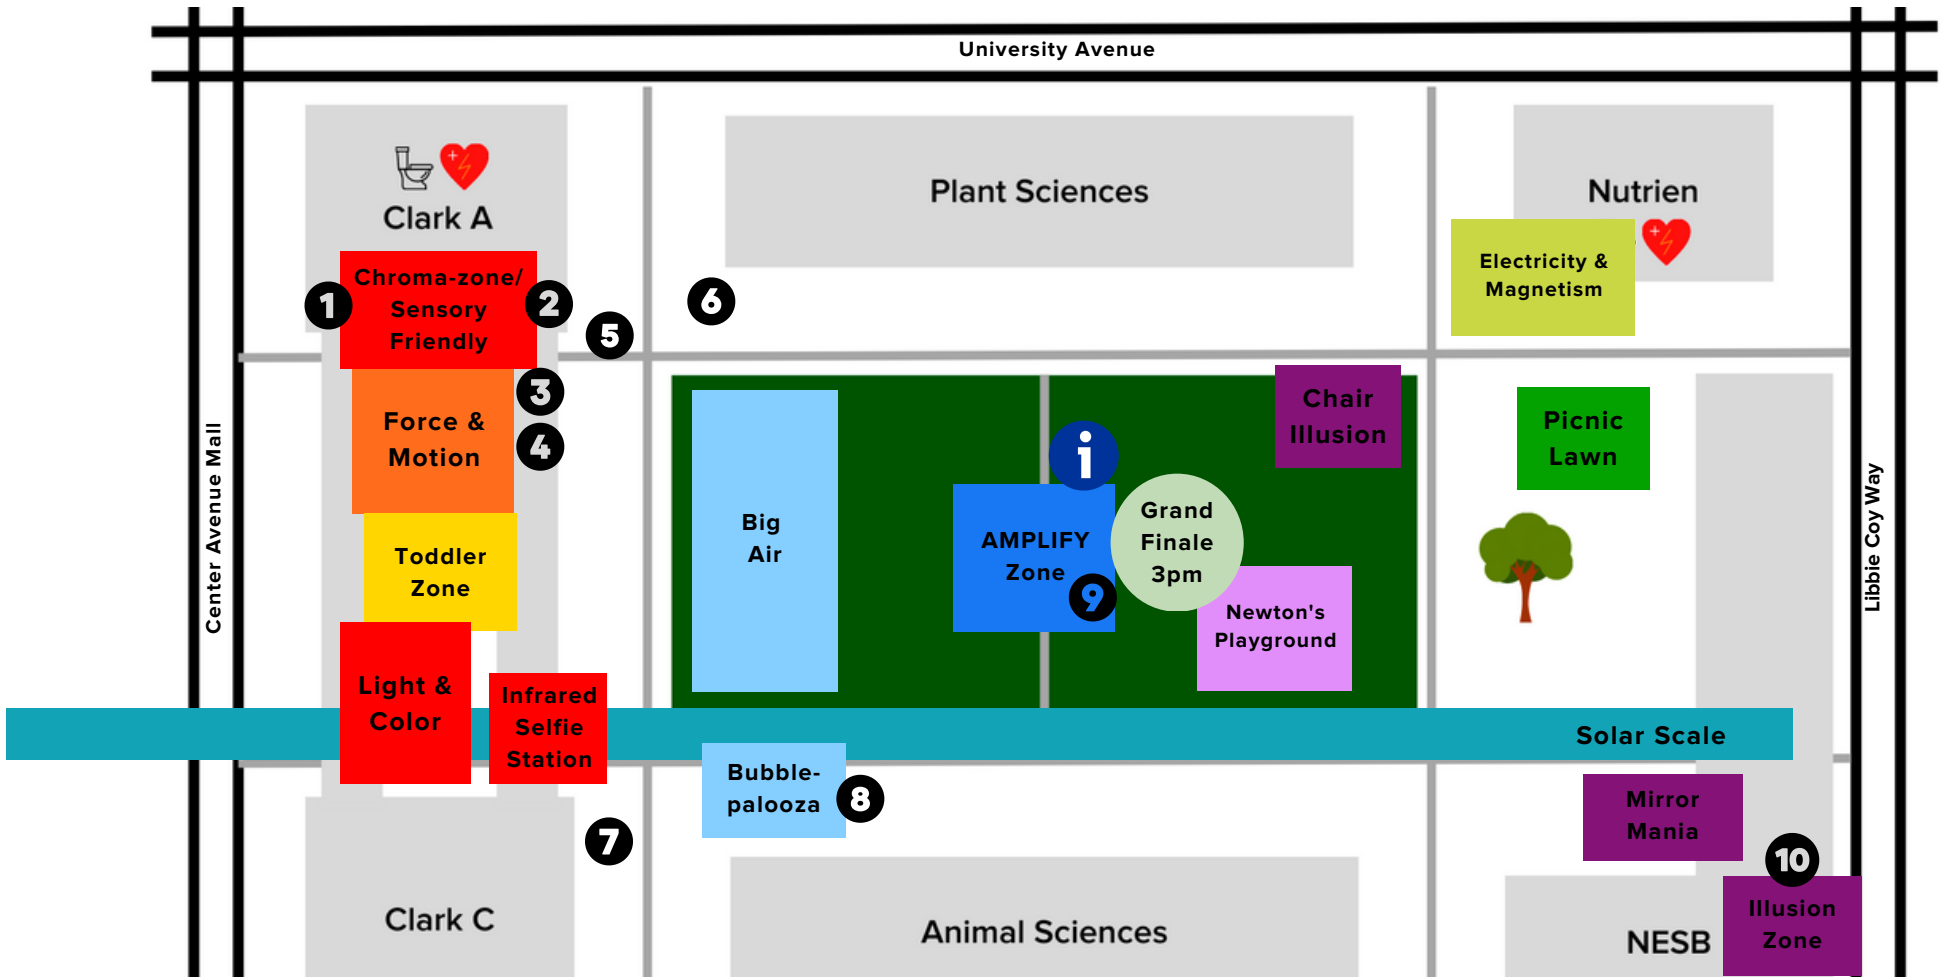 University Avenue
Clark A
Plant Sciences
Nutrien
Chroma-zone/
Sensory
Friendly
1
2
5
6
Electricity &
Magnetism
3
4
Force &
Motion
Chair
Illusion
Picnic
Lawn
Center Avenue Mall
Libbie Coy Way
i
Big
Air
AMPLIFY
Zone
9
Grand
Finale
3pm
Toddler
Zone
Newton's
Playground
Light &
Color
Infrared
Selfie
Station
Solar Scale
Bubble-
palooza
8
7
Mirror
Mania
10
Clark C
Animal Sciences
NESB
Illusion
Zone